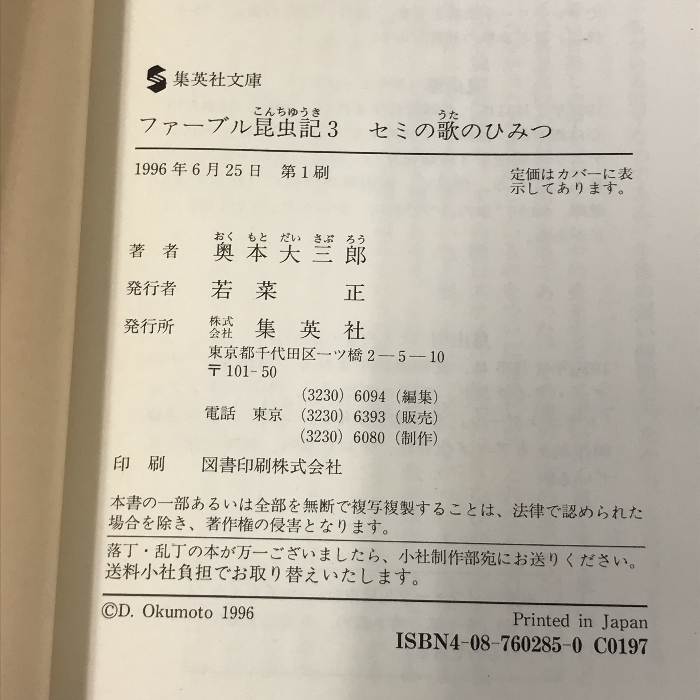 集英社文庫
こんちゆうき うた
ファーブル昆虫記3 セミの歌のひみつ
1996年6月25日 第1刷
定価はカバーに表
示してあります。
おく もと だい さぶ ろう
著者 奥本大三郎
発行者 若菜 正
発行所 株式会社 集英社
東京都千代田区一ツ橋2-5-10
〒101-50
(3230) 6094 (編集)
電話 東京 (3230) 6393 (販売)
(3230) 6080 (制作)
印刷 図書印刷株式会社
本書の一部あるいは全部を無断で複写複製することは、法律で認められた
場合を除き、著作権の侵害となります。
落丁・乱丁の本が万一ございましたら、小社制作部宛にお送りください。
送料小社負担でお取り替えいたします。
©D. Okumoto 1996
Printed in Japan
ISBN4-08-760285-0 C0197